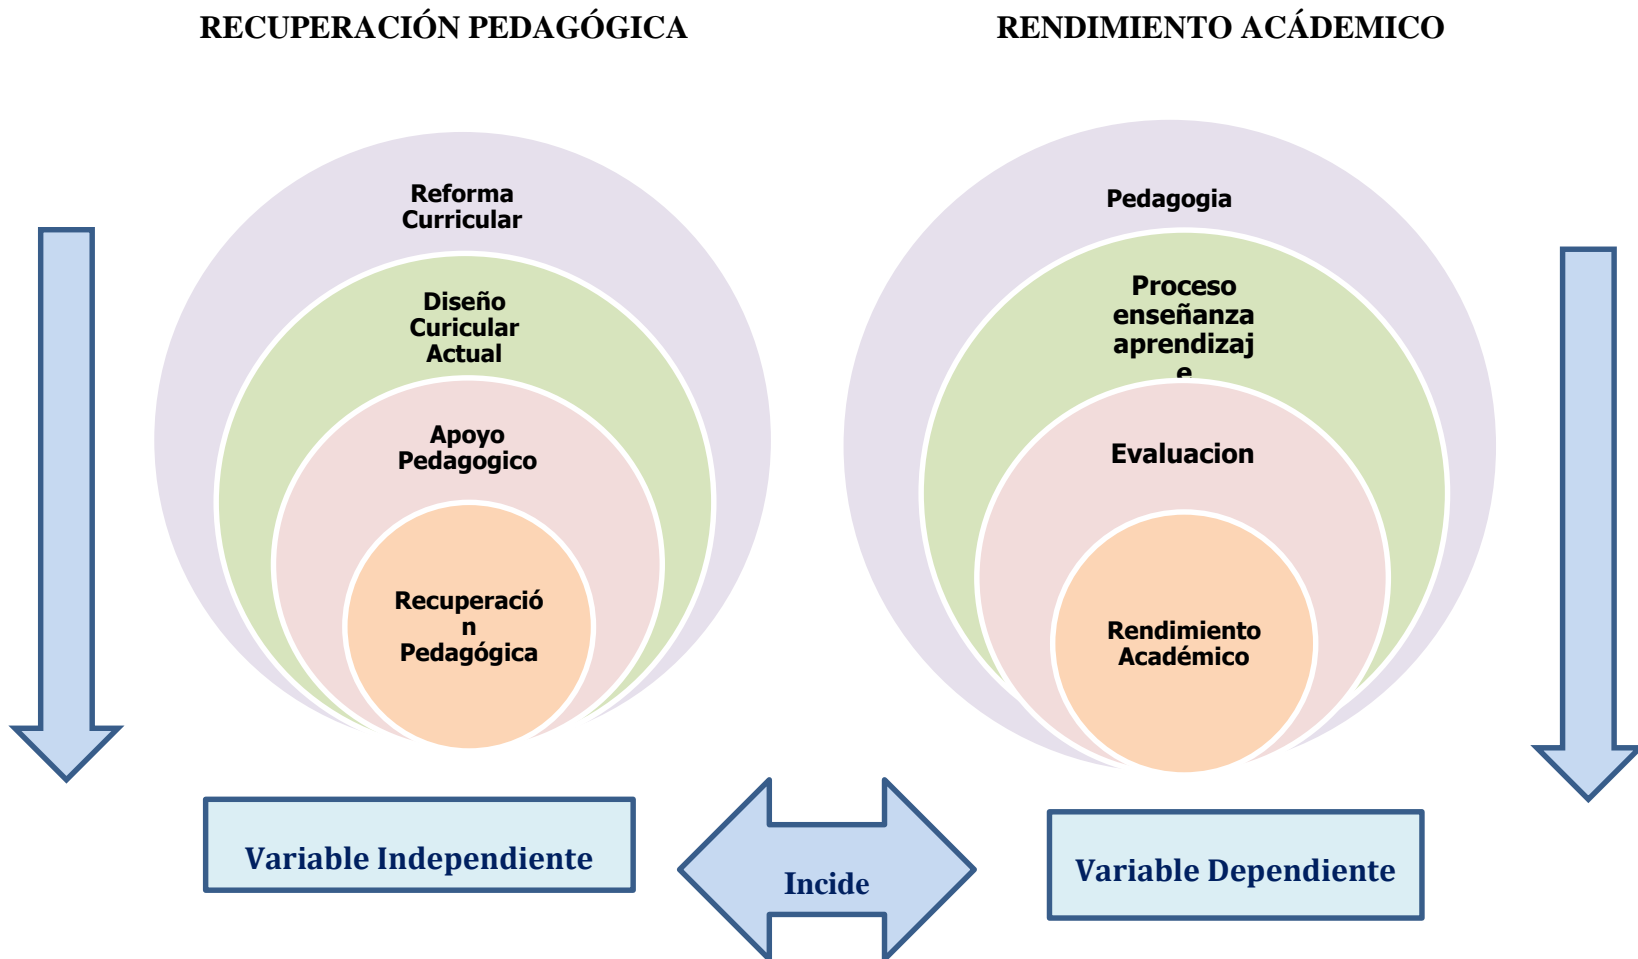 RECUPERACIÓN PEDAGÓGICA
RENDIMIENTO ACÁDEMICO
Reforma
Curricular
Diseño
Curicular
Actual
Apoyo
Pedagogico
Recuperació
n
Pedagógica
Pedagogia
Proceso
enseñanza
aprendizaj
e
Evaluacion
Rendimiento
Académico
Variable Independiente
Incide
Variable Dependiente